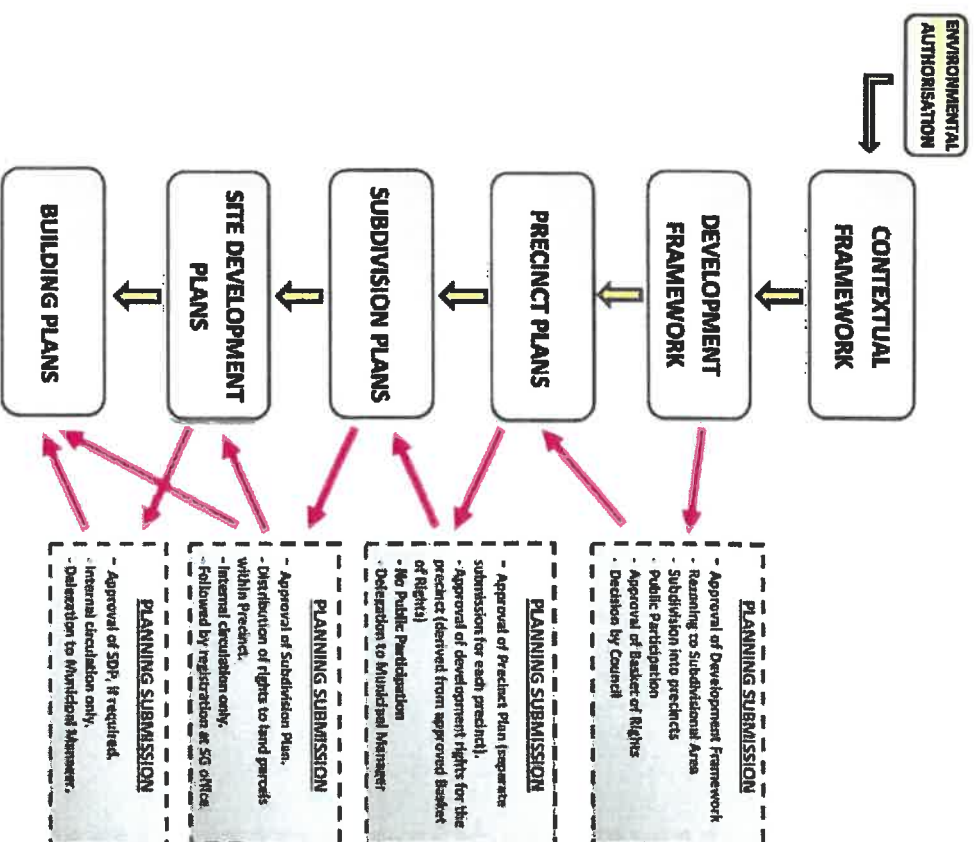 ENVIRONMENTAL
AUTHORISATION
CONTEXTUAL
FRAMEWORK
DEVELOPMENT
FRAMEWORK
PRECINCT PLANS
SUBDIVISION PLANS
SITE DEVELOPMENT
PLANS
BUILDING PLANS
PLANNING SUBMISSION
- Approval of Development Framework
- Rezoning to Subdivisional Area
- Subdivision into precincts
- Public Participation
- Approval of Basket of Rights
- Decision by Council
PLANNING SUBMISSION
- Approval of Precinct Plan (separate
submission for each precinct).
- Approval of development rights for the
precinct (derived from approved Basket
of Rights)
- No Public Participation
- Delegation to Municipal Manager
PLANNING SUBMISSION
- Approval of Subdivision Plan.
- Distribution of rights to land parcels
within Precinct.
- Internal circulation only.
- Followed by registration at SG office.
PLANNING SUBMISSION
- Approval of SDP, if required.
- Internal circulation only.
- Delegation to Municipal Manager.